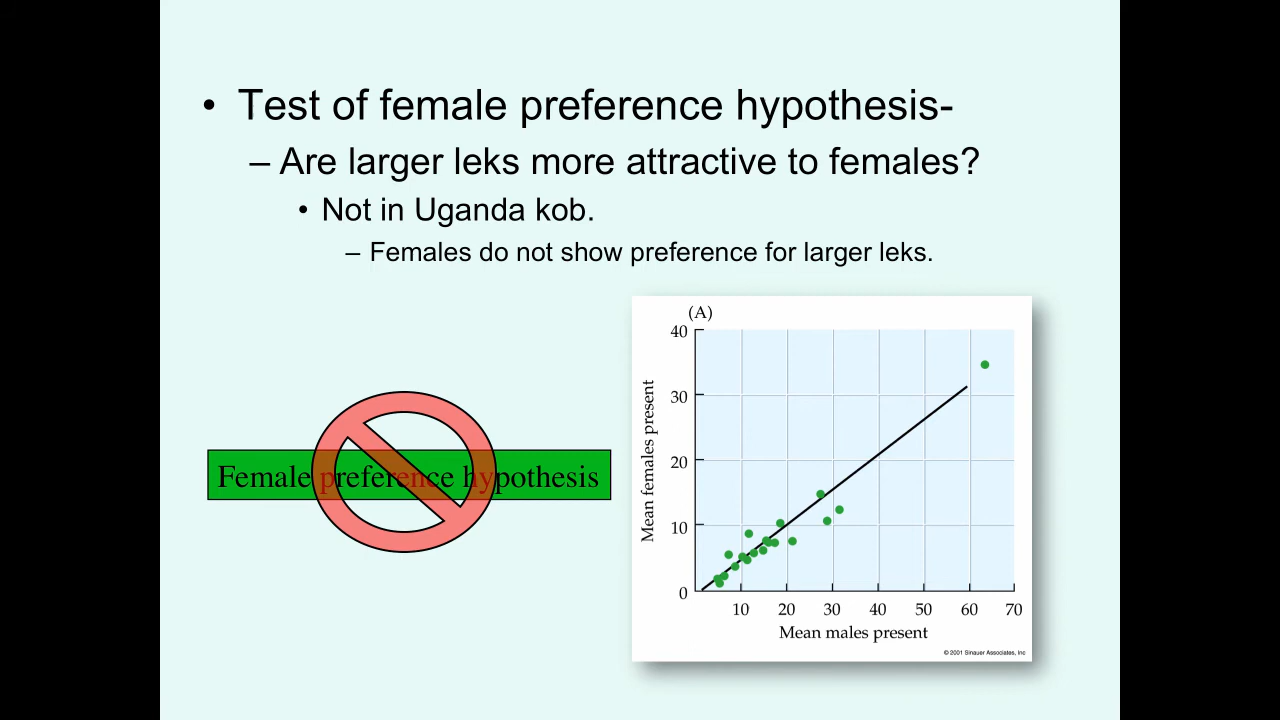 • Test of female preference hypothesis-
– Are larger leks more attractive to females?
• Not in Uganda kob.
– Females do not show preference for larger leks.
Female preference hypothesis
(A)
40
30
20
10
0
Mean females present
10 20 30 40 50 60 70
Mean males present
© 2001 Sinauer Associates, Inc